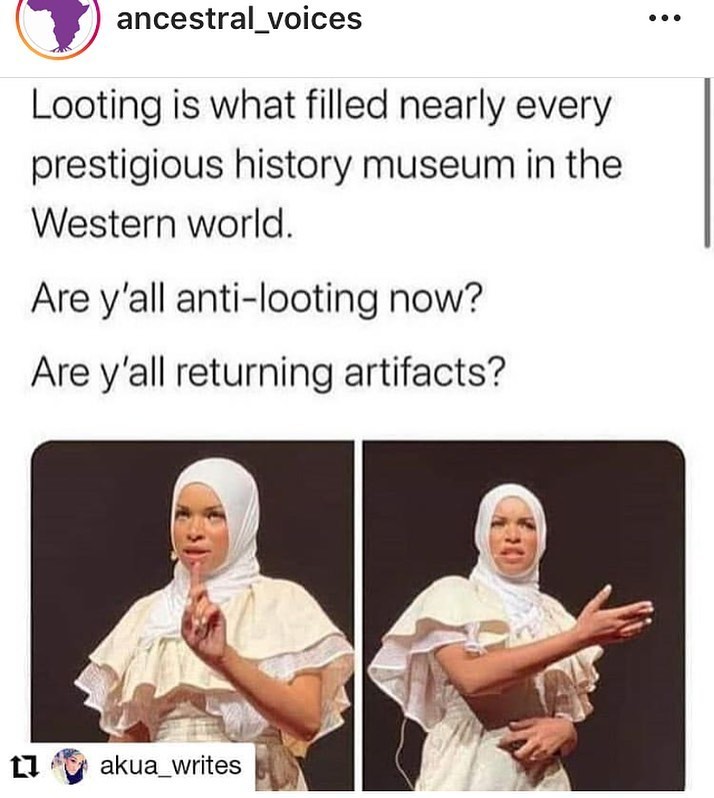 ancestral_voices
Looting is what filled nearly every
prestigious history museum in the
Western world.
Are y'all anti-looting now?
Are y'all returning artifacts?
akua_writes